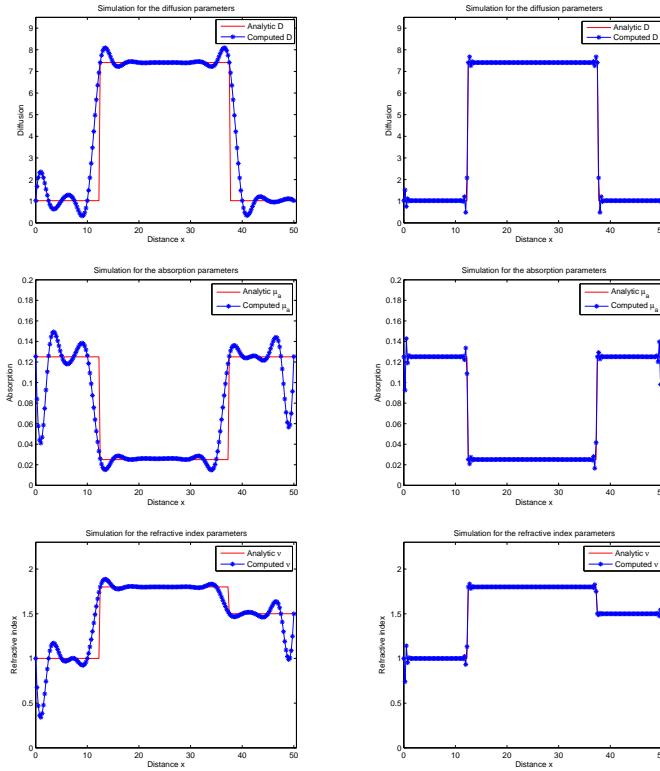 Simulation for the diffusion parameters
Analytic D
Computed D
9
8
7
6
5
4
3
2
1
0
Diffusion
0 10 20 30 40 50
Distance x
Simulation for the diffusion parameters
Analytic D
Computed D
9
8
7
6
5
4
3
2
1
0
Diffusion
0 10 20 30 40 50
Distance x
Simulation for the absorption parameters
Analytic μa
Computed μa
0.2
0.18
0.16
0.14
0.12
0.1
0.08
0.06
0.04
0.02
0
Absorption
0 10 20 30 40 50
Distance x
Simulation for the absorption parameters
Analytic μa
Computed μa
0.2
0.18
0.16
0.14
0.12
0.1
0.08
0.06
0.04
0.02
0
Absorption
0 10 20 30 40 50
Distance x
Simulation for the refractive index parameters
Analytic ν
Computed ν
2
1.5
1
0.5
0
Refractive index
0 10 20 30 40 50
Distance x
Simulation for the refractive index parameters
Analytic ν
Computed ν
2
1.5
1
0.5
0
Refractive index
0 10 20 30 40 50
Distance x